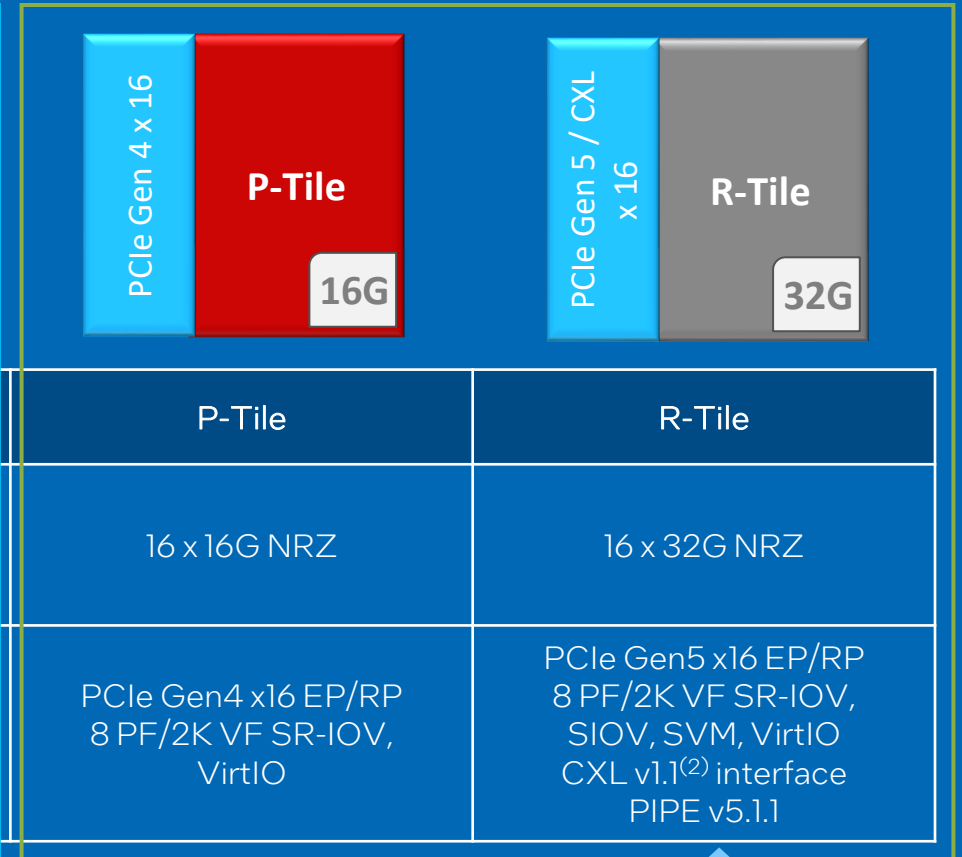 PCIe Gen 4 x 16
P-Tile
16G
PCIe Gen 5 / CXL
x 16
R-Tile
32G
P-Tile
R-Tile
16 x 16G NRZ
16 x 32G NRZ
PCIe Gen4 x16 EP/RP
8 PF/2K VF SR-IOV,
VirtIO
PCIe Gen5 x16 EP/RP
8 PF/2K VF SR-IOV,
SIOV, SVM, VirtIO
CXL v1.1(2) interface
PIPE v5.1.1